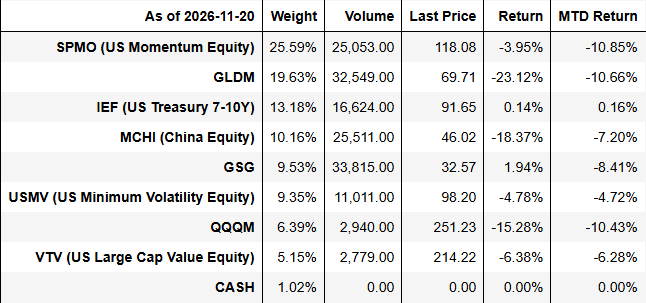 As of 2026-11-20 Weight Volume Last Price Return MTD Return
SPMO (US Momentum Equity) 25.59% 25,053.00 118.08 -3.95% -10.85%
GLDM 19.63% 32,549.00 69.71 -23.12% -10.66%
IEF (US Treasury 7-10Y) 13.18% 16,624.00 91.65 0.14% 0.16%
MCHI (China Equity) 10.16% 25,511.00 46.02 -18.37% -7.20%
GSG 9.53% 33,815.00 32.57 1.94% -8.41%
USMV (US Minimum Volatility Equity) 9.35% 11,011.00 98.20 -4.78% -4.72%
QQQM 6.39% 2,940.00 251.23 -15.28% -10.43%
VTV (US Large Cap Value Equity) 5.15% 2,779.00 214.22 -6.38% -6.28%
CASH 1.02% 0.00 0.00 0.00% 0.00%